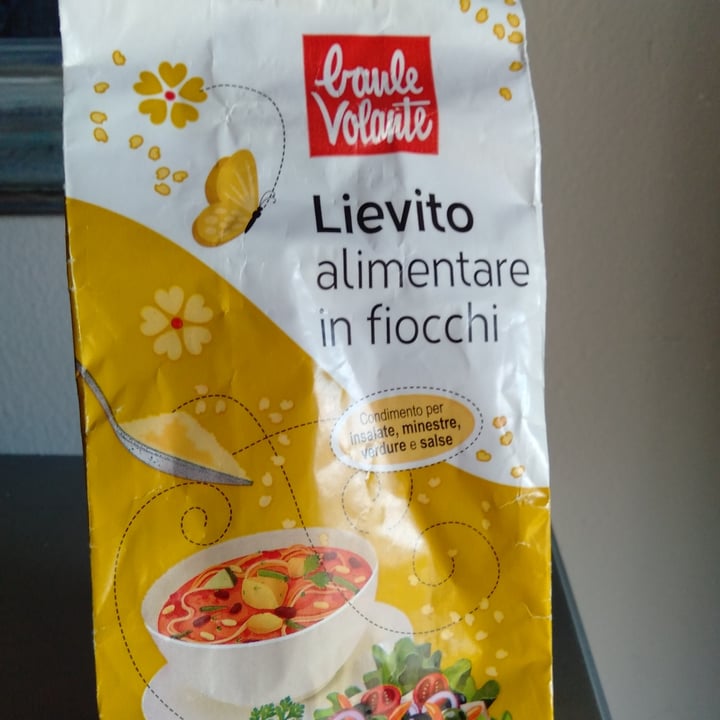 baule
Volante
Lievito
alimentare
in fiocchi
Condimento per
insalate, minestre,
verdure e salse